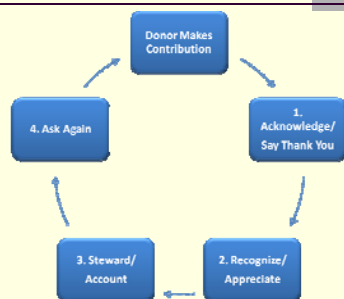 Donor Makes
Contribution
1.
Acknowledge/
Say Thank You
2. Recognize/
Appreciate
3. Steward/
Account
4. Ask Again